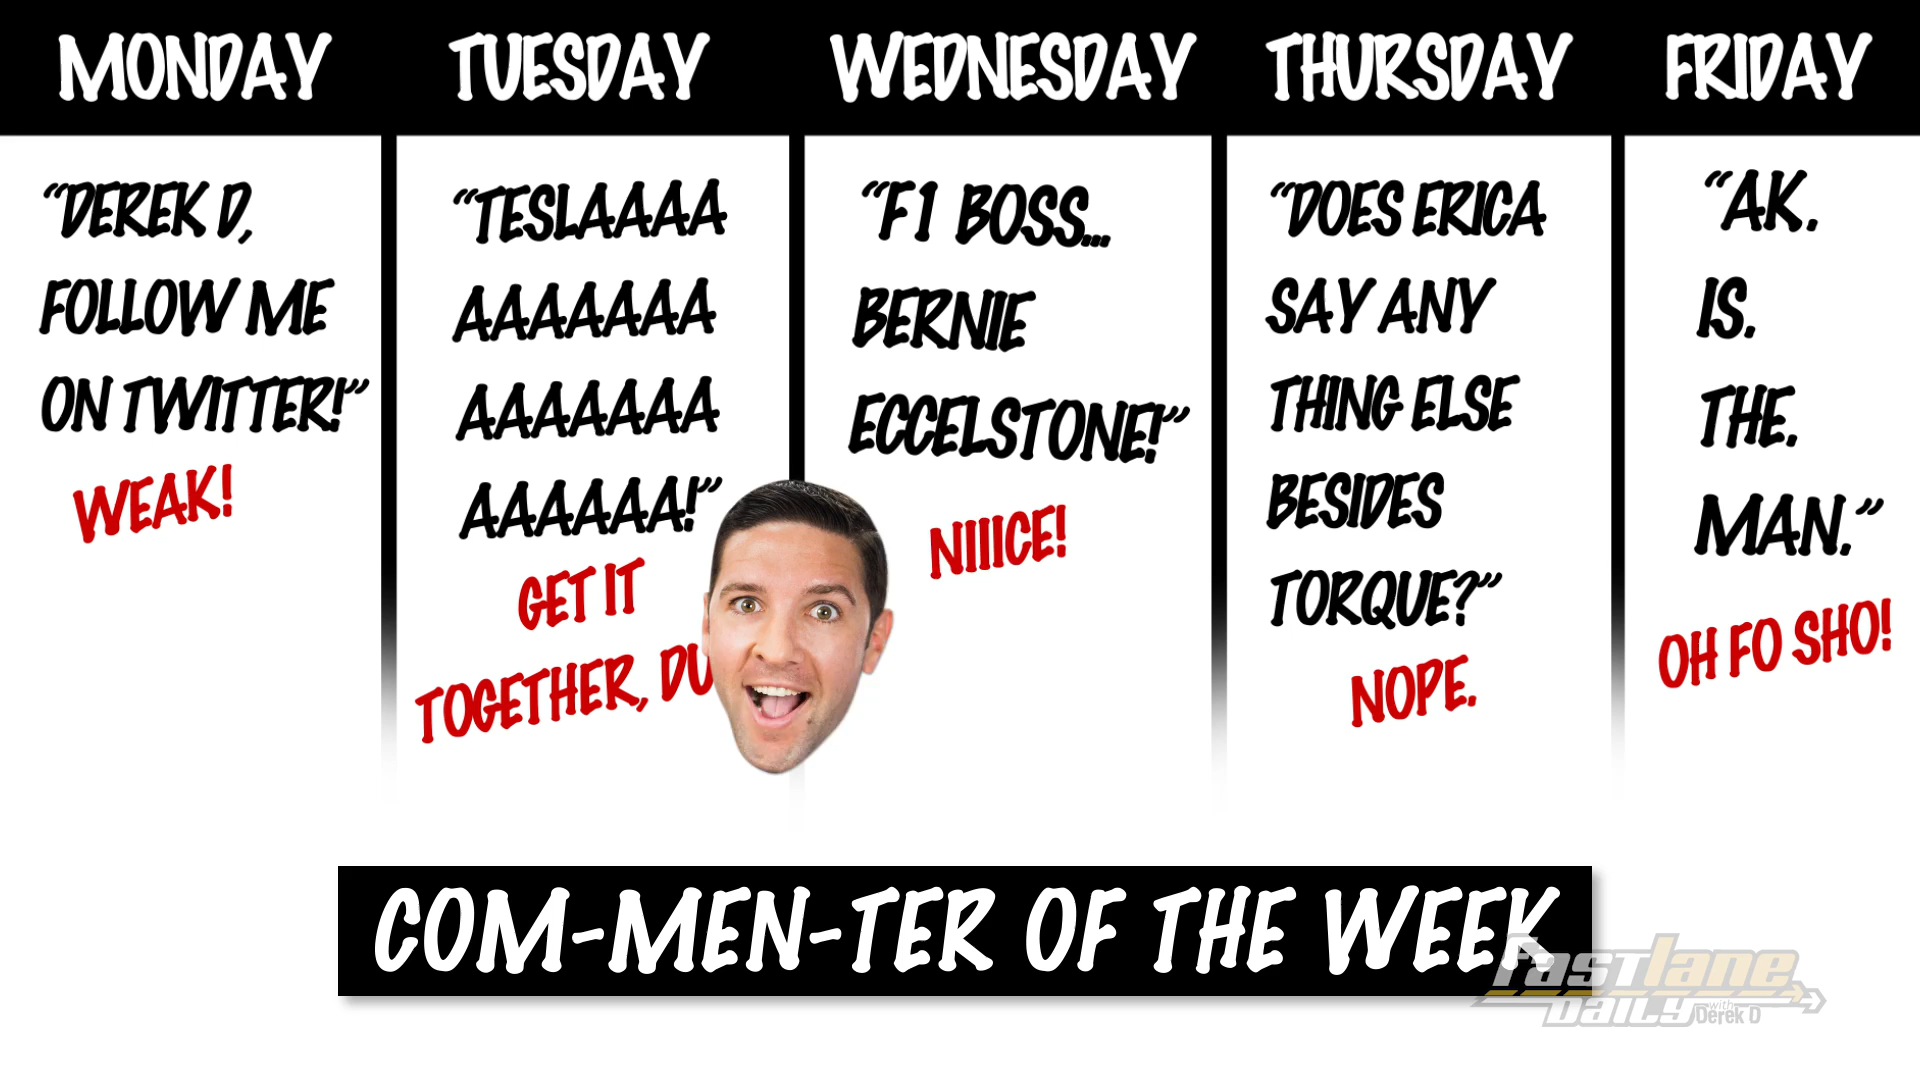 MONDAY
TUESDAY
WEDNESDAY
THURSDAY
FRIDAY
“DEREK D,
FOLLOW ME
ON TWITTER!”
WEAK!
“TESLAAAA
AAAAAAA
AAAAAAA
AAAAAA!”
GET IT
TOGETHER,
“F1 BOSS...
BERNIE
ECCELSTONE!”
NIIICE!
“DOES ERICA
SAY ANY
THING ELSE
BESIDES
TORQUE?”
NOPE.
“AK.
IS.
THE.
MAN.”
OH FO SHO!
COM-MEN-TER OF THE WEEK
Fastlane
Daily with Derek D